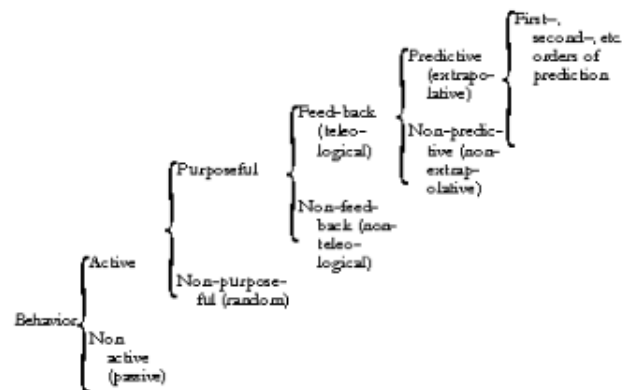 First-,
second-, etc
orders of
prediction
Predictive
(extrapo-
lative)
Non-predic-
tive (non-
extrap-
olative)
Feed-back
(teleo-
logical)
Non-feed-
back (non-
teleo-
logical)
Purposeful
Non-purpose-
ful (random)
Active
Non
active
(passive)
Behavior